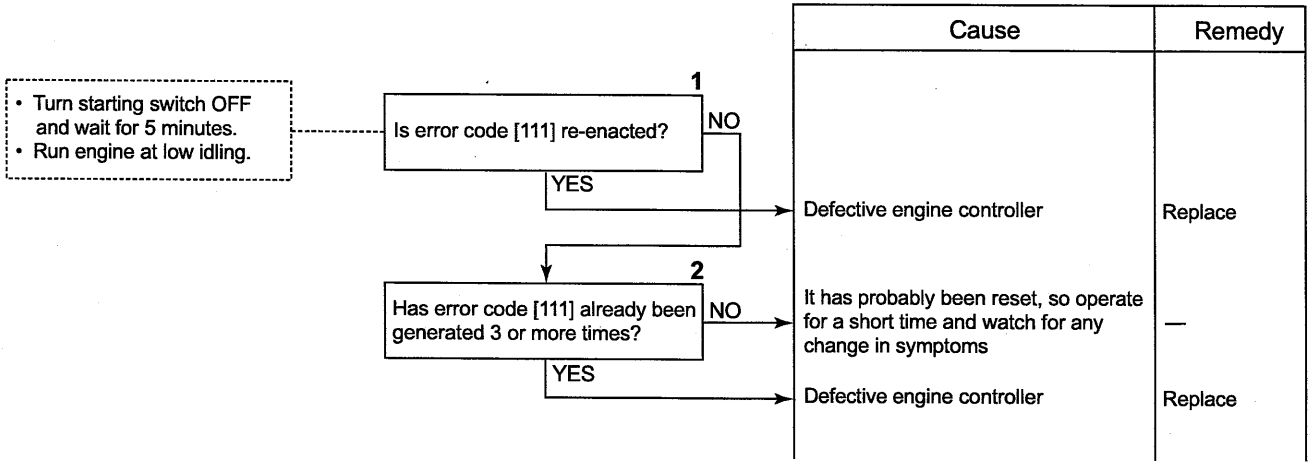 Cause
Remedy
• Turn starting switch OFF
and wait for 5 minutes.
• Run engine at low idling.
1
Is error code [111] re-enacted?
NO
YES
Defective engine controller
Replace
2
Has error code [111] already been
generated 3 or more times?
NO
It has probably been reset, so operate
for a short time and watch for any
change in symptoms
—
YES
Defective engine controller
Replace